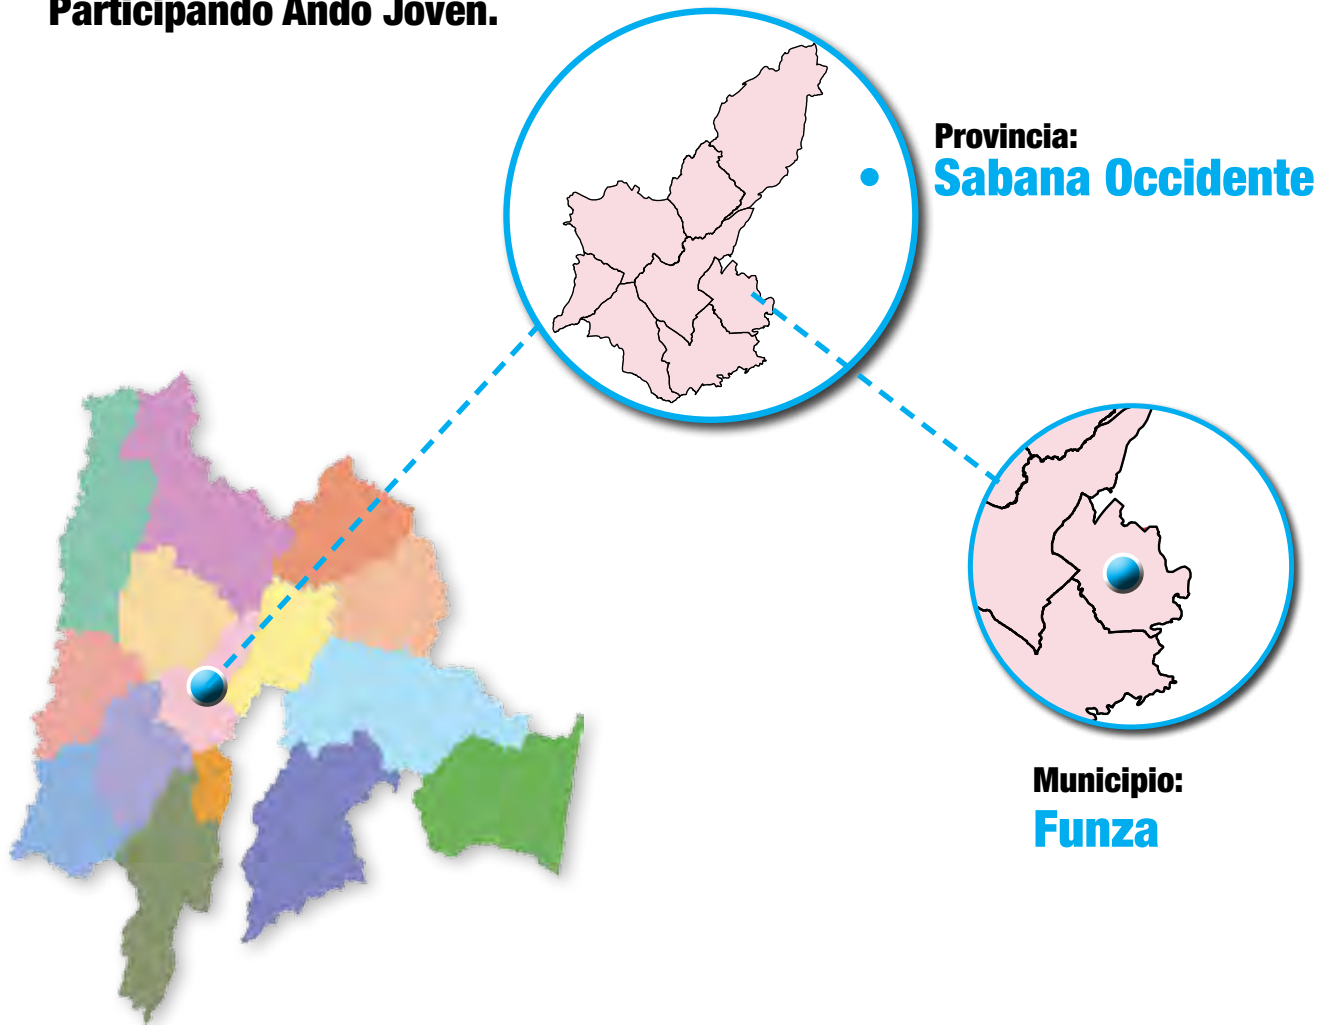 Participando Ando Joven.
Provincia:
Sabana Occidente
Municipio:
Funza